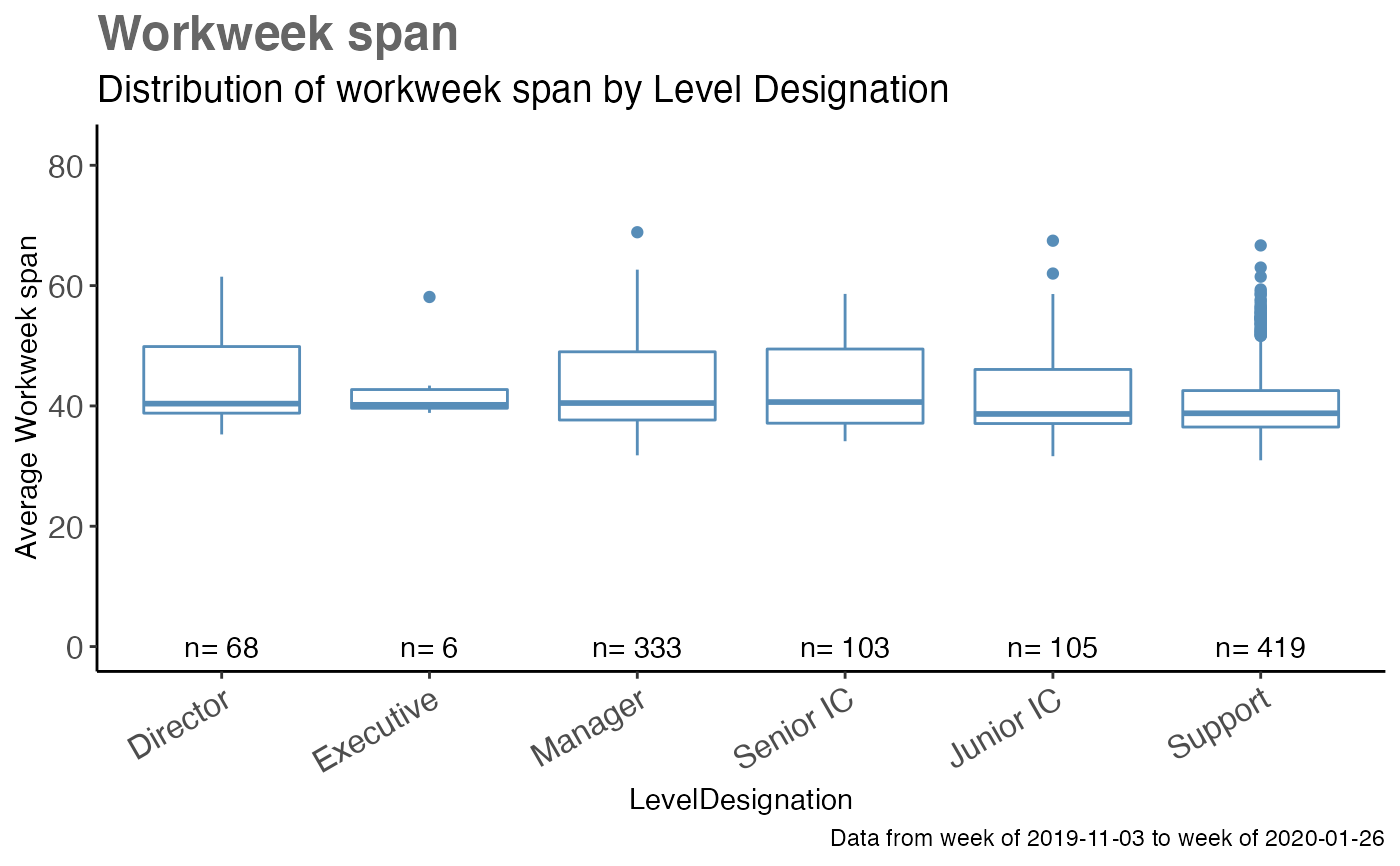 Workweek span
Distribution of workweek span by Level Designation
Average Workweek span
80
60
40
20
0
n= 68
n= 6
n= 333
n= 103
n= 105
n= 419
Director
Executive
Manager
Senior IC
Junior IC
Support
LevelDesignation
Data from week of 2019-11-03 to week of 2020-01-26